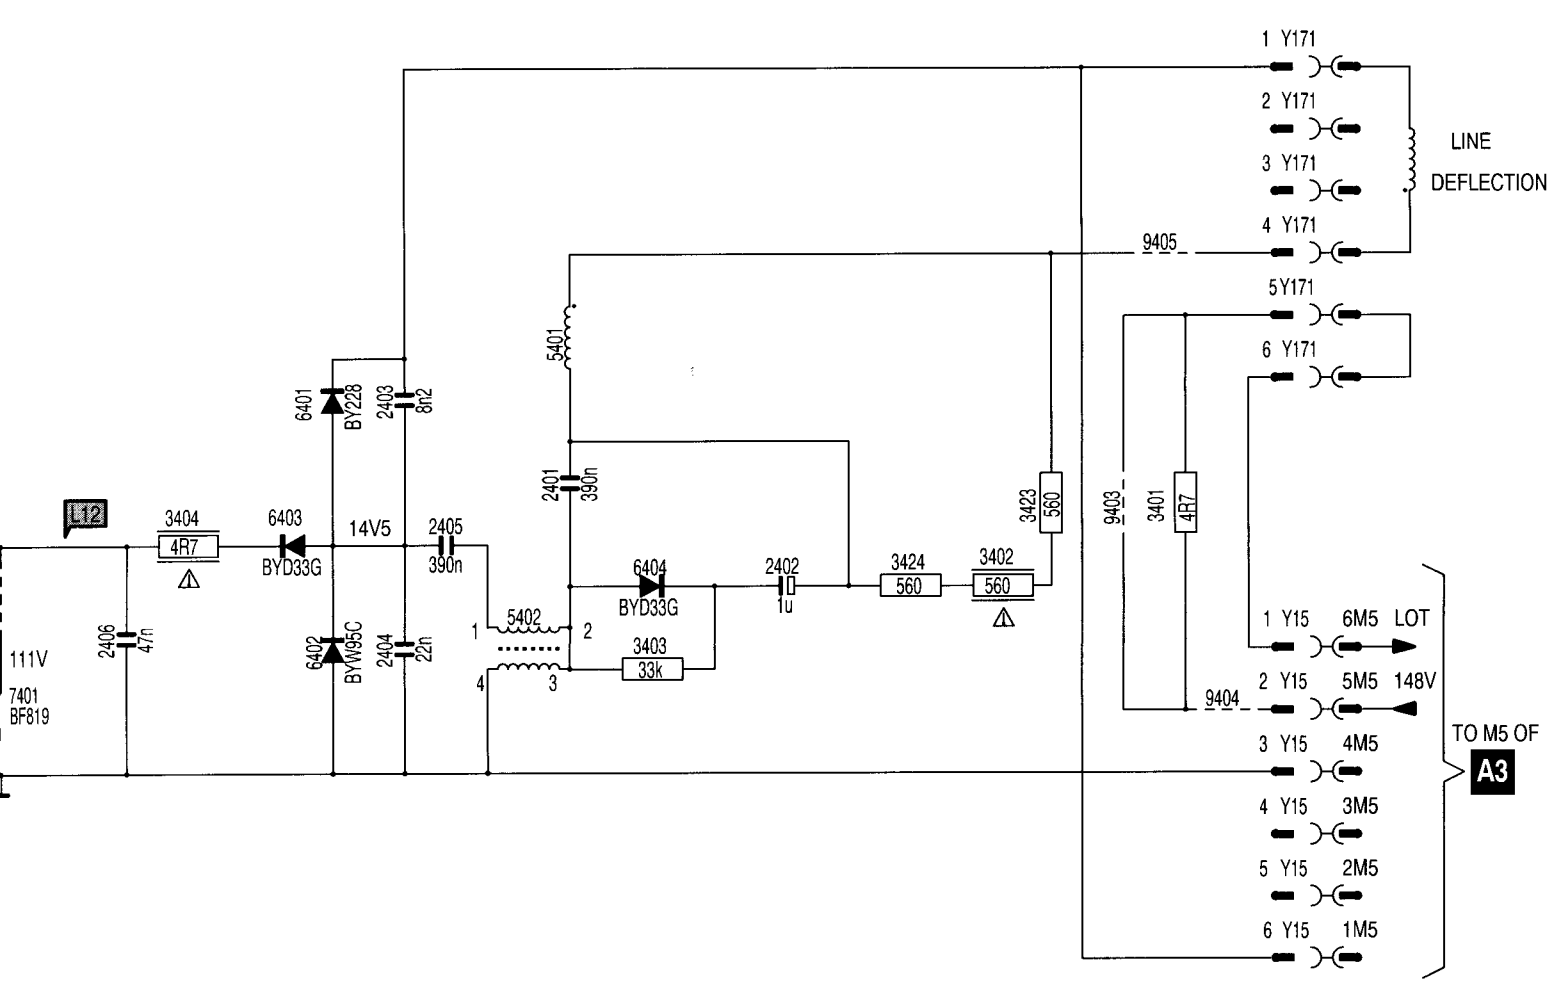 1 Y171
2 Y171
LINE
3 Y171
DEFLECTION
4 Y171
9405
5Y171
5401
6 Y171
6401
BY228
2403
8n2
2401
390n
3423
560
9403
3401
4R7
L12
3404
4R7
6403
BYD33G
14V5
2405
390n
6404
BYD33G
2402
1u
3424
560
3402
560
2406
47n
6402
BYW95C
2404
22n
1
5402
2
4
3
3403
33k
1 Y15 6M5 LOT
111V
7401
BF819
9404
2 Y15 5M5 148V
3 Y15 4M5
TO M5 OF
A3
4 Y15 3M5
5 Y15 2M5
6 Y15 1M5